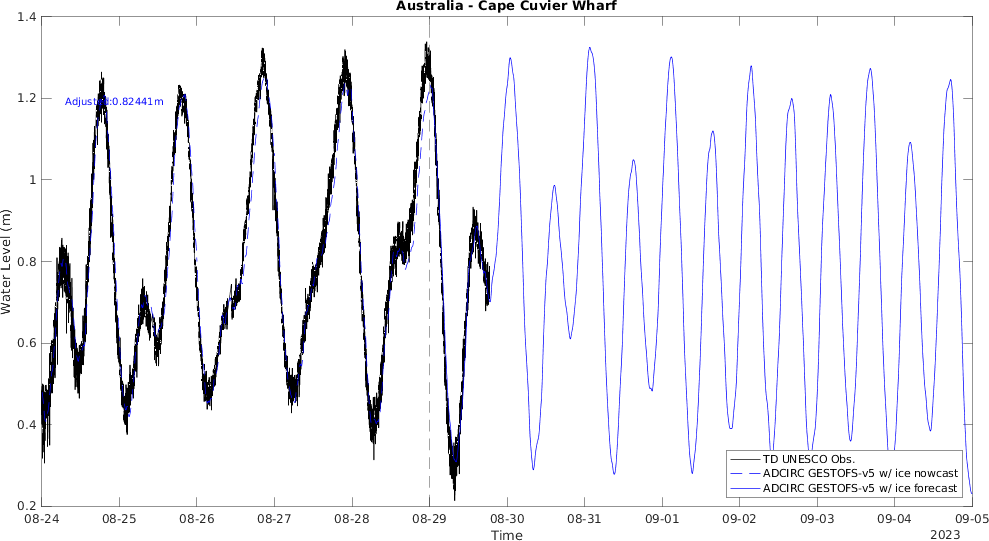 Australia - Cape Cuvier Wharf
1.4
1.2
1
0.8
0.6
0.4
0.2
Water Level (m)
Adjusted:0.82441m
TD UNESCO Obs.
ADCIRC GESTOFS-v5 w/ ice nowcast
ADCIRC GESTOFS-v5 w/ ice forecast
08-24 08-25 08-26 08-27 08-28 08-29 08-30 08-31 09-01 09-02 09-03 09-04 09-05
Time
2023